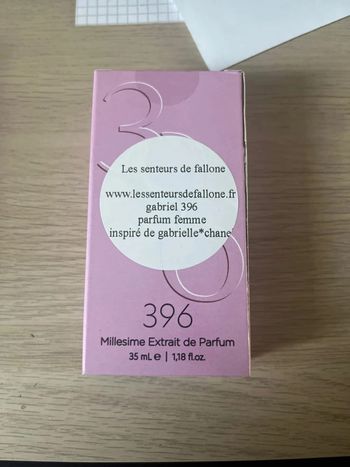 Les senteurs de fallone
www.lessenteursdefallone.fr
gabriel 396
parfum femme
inspiré de gabrielle*chanel
396
Millesime Extrait de Parfum
35 mL e | 1,18 fl.oz.